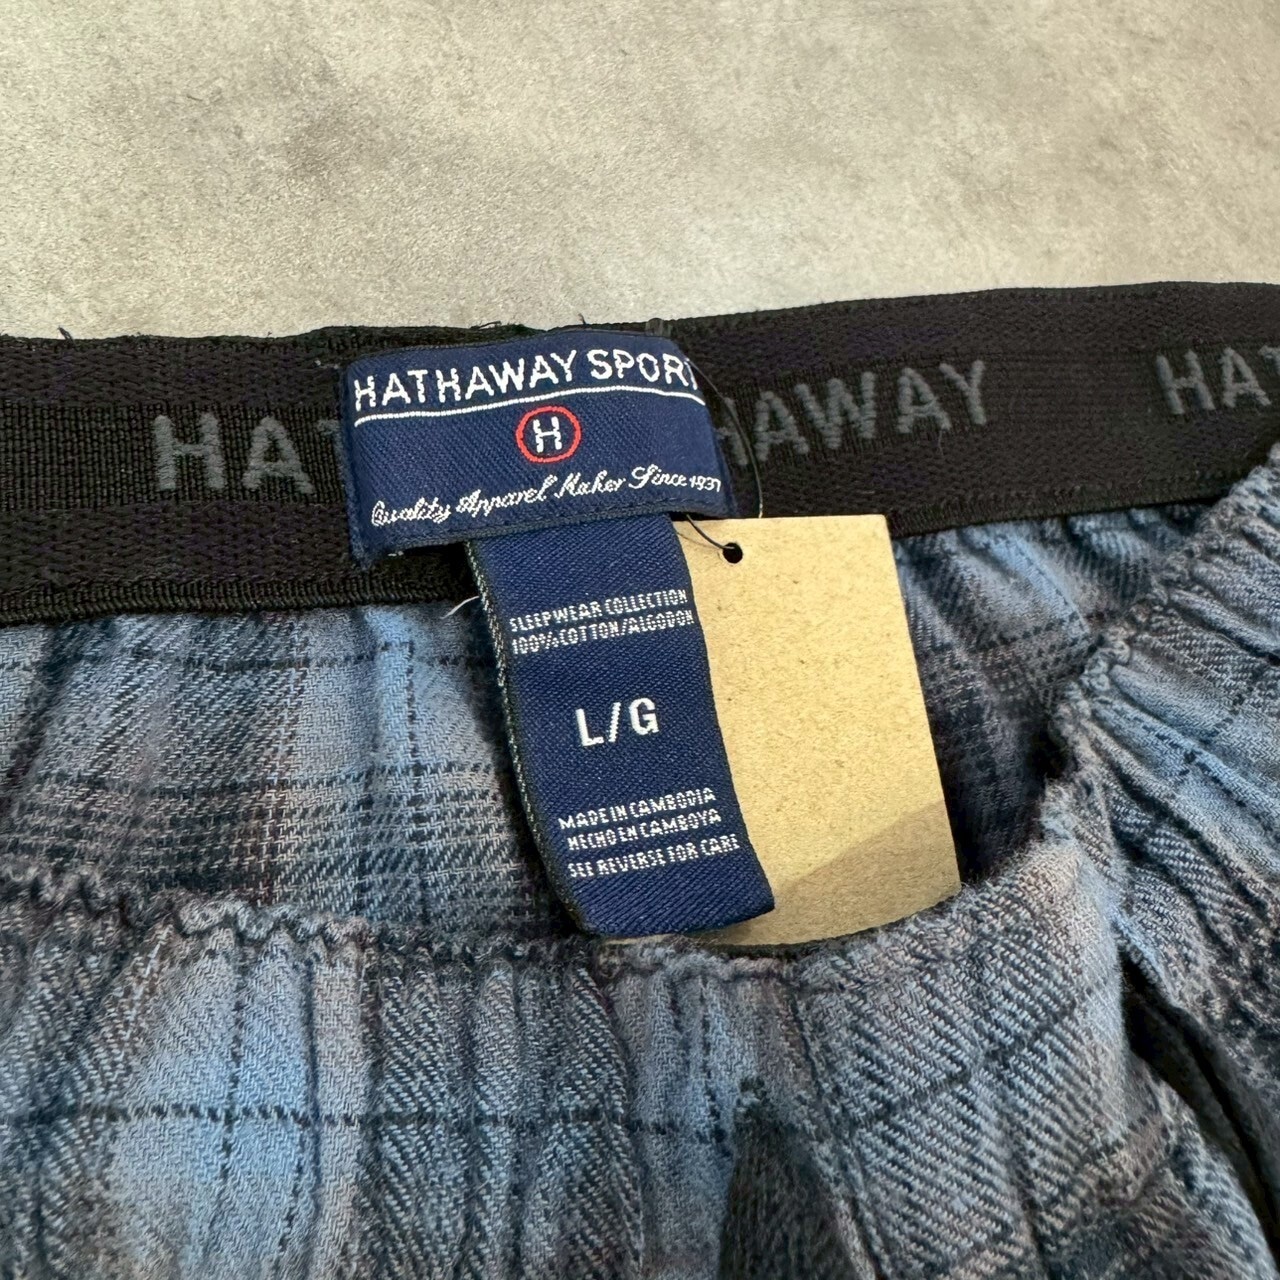 HATHAWAY SPORT
H
Quality Apparel Maker Since 1937
HA
HAWAY
HAT
SLEEPWEAR COLLECTION
100% COTTON/ALGODON
L/G
MADE IN CAMBODIA
HECHO EN CAMBOYA
SEE REVERSE FOR CARE